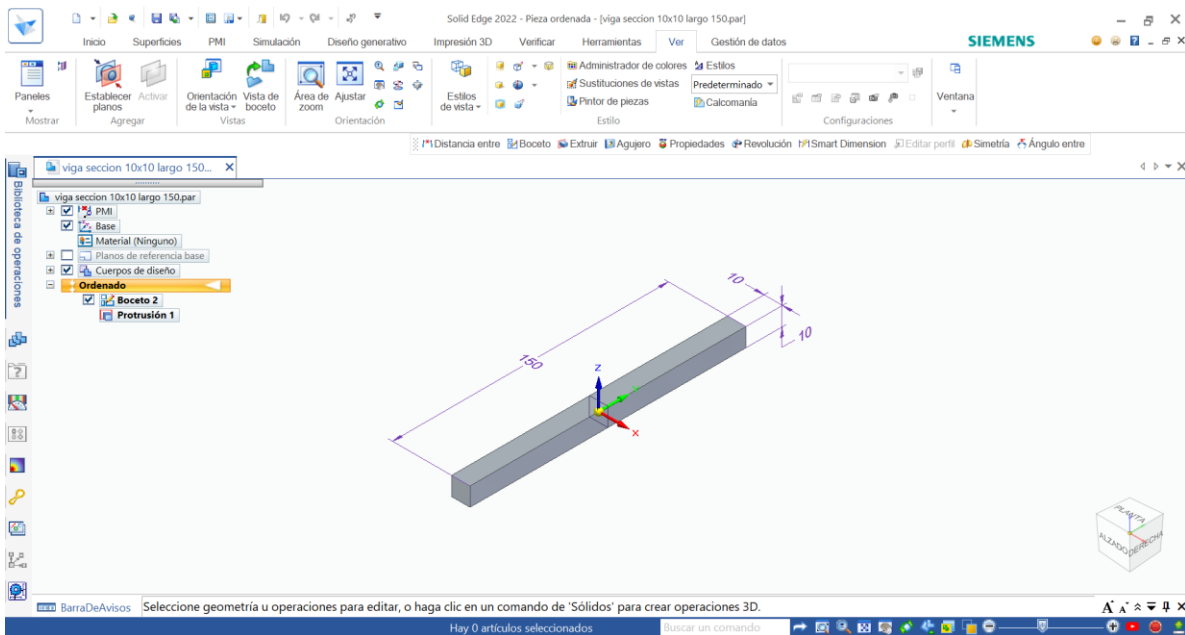 Solid Edge 2022 - Pieza ordenada - [viga seccion 10x10 largo 150.par]
Inicio Superficies PMI Simulación Diseño generativo Impresión 3D Verificar Herramientas Ver Gestión de datos SIEMENS
Paneles Establecer planos Activar Orientación de la vista Vista de boceto Área de zoom Ajustar Estilos de vista Administrador de colores Estilos
Sustituciones de vistas Predeterminado
Pintor de piezas Calcomanía Ventana
Mostrar Agregar Vistas Orientación Estilo Configuraciones
Distancia entre Boceto Extruir Agujero Propiedades Revolución Smart Dimension Editar perfil Simetría Ángulo entre
viga seccion 10x10 largo 150...
Biblioteca de operaciones
viga seccion 10x10 largo 150.par
PMI
Base
Material (Ninguno)
Planos de referencia base
Cuerpos de diseño
Ordenado
Boceto 2
Protrusión 1
10
10
150
Z
Y
X
PLANTA
ALZADO DERECHA
BarraDeAvisos Seleccione geometría u operaciones para editar, o haga clic en un comando de 'Sólidos' para crear operaciones 3D. A A
Hay 0 artículos seleccionados Buscar un comando